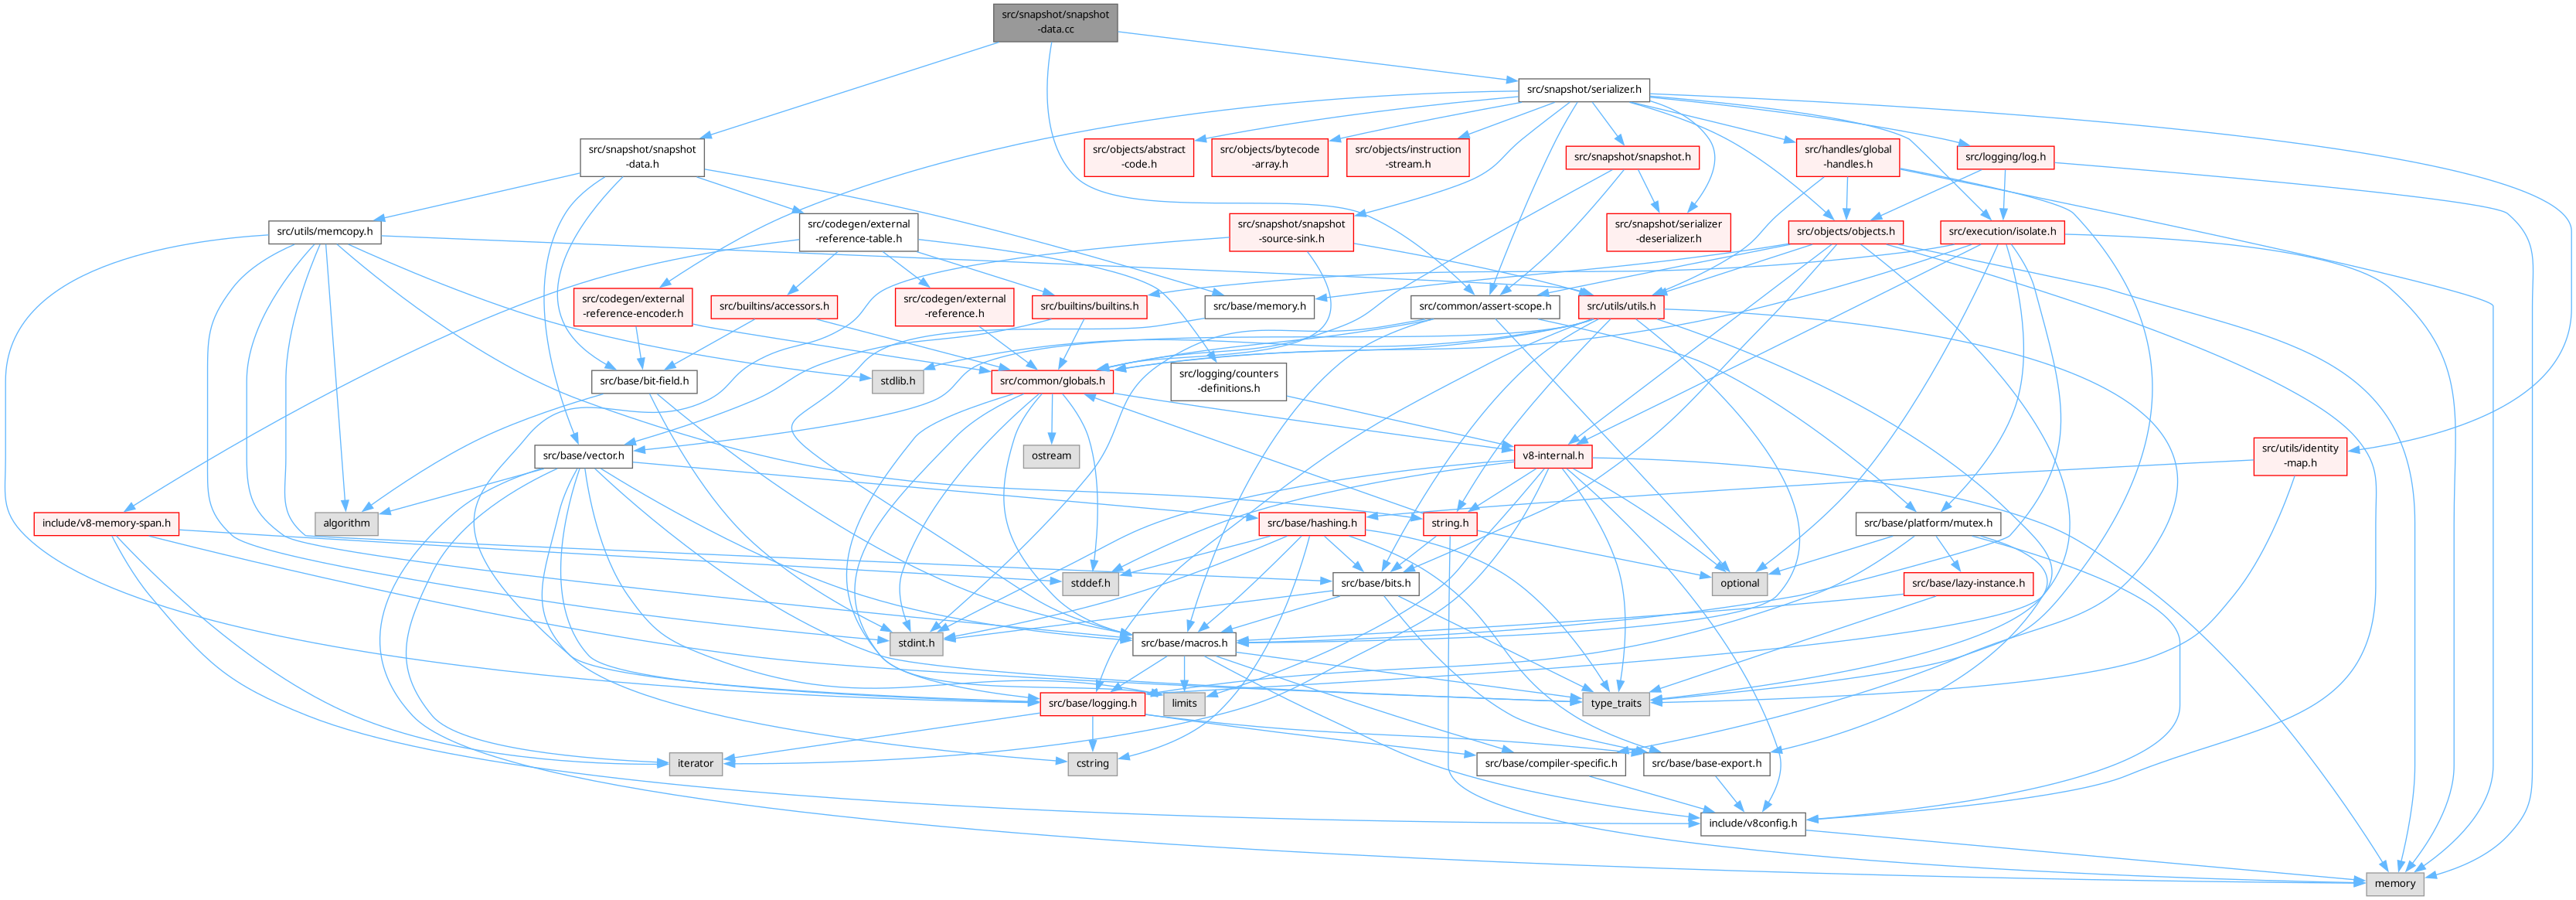 src/snapshot/snapshot
-data.cc
src/snapshot/serializer.h
src/snapshot/snapshot
-data.h
src/objects/abstract
-code.h
src/objects/bytecode
-array.h
src/objects/instruction
-stream.h
src/snapshot/snapshot.h
src/handles/global
-handles.h
src/logging/log.h
src/utils/memcopy.h
src/codegen/external
-reference-table.h
src/snapshot/snapshot
-source-sink.h
src/snapshot/serializer
-deserializer.h
src/objects/objects.h
src/execution/isolate.h
src/codegen/external
-reference-encoder.h
src/builtins/accessors.h
src/codegen/external
-reference.h
src/builtins/builtins.h
src/base/memory.h
src/common/assert-scope.h
src/utils/utils.h
src/base/bit-field.h
stdlib.h
src/common/globals.h
src/logging/counters
-definitions.h
src/base/vector.h
ostream
v8-internal.h
src/utils/identity
-map.h
include/v8-memory-span.h
algorithm
src/base/hashing.h
string.h
src/base/platform/mutex.h
stddef.h
src/base/bits.h
optional
src/base/lazy-instance.h
stdint.h
src/base/macros.h
src/base/logging.h
limits
type_traits
iterator
cstring
src/base/compiler-specific.h
src/base/base-export.h
include/v8config.h
memory